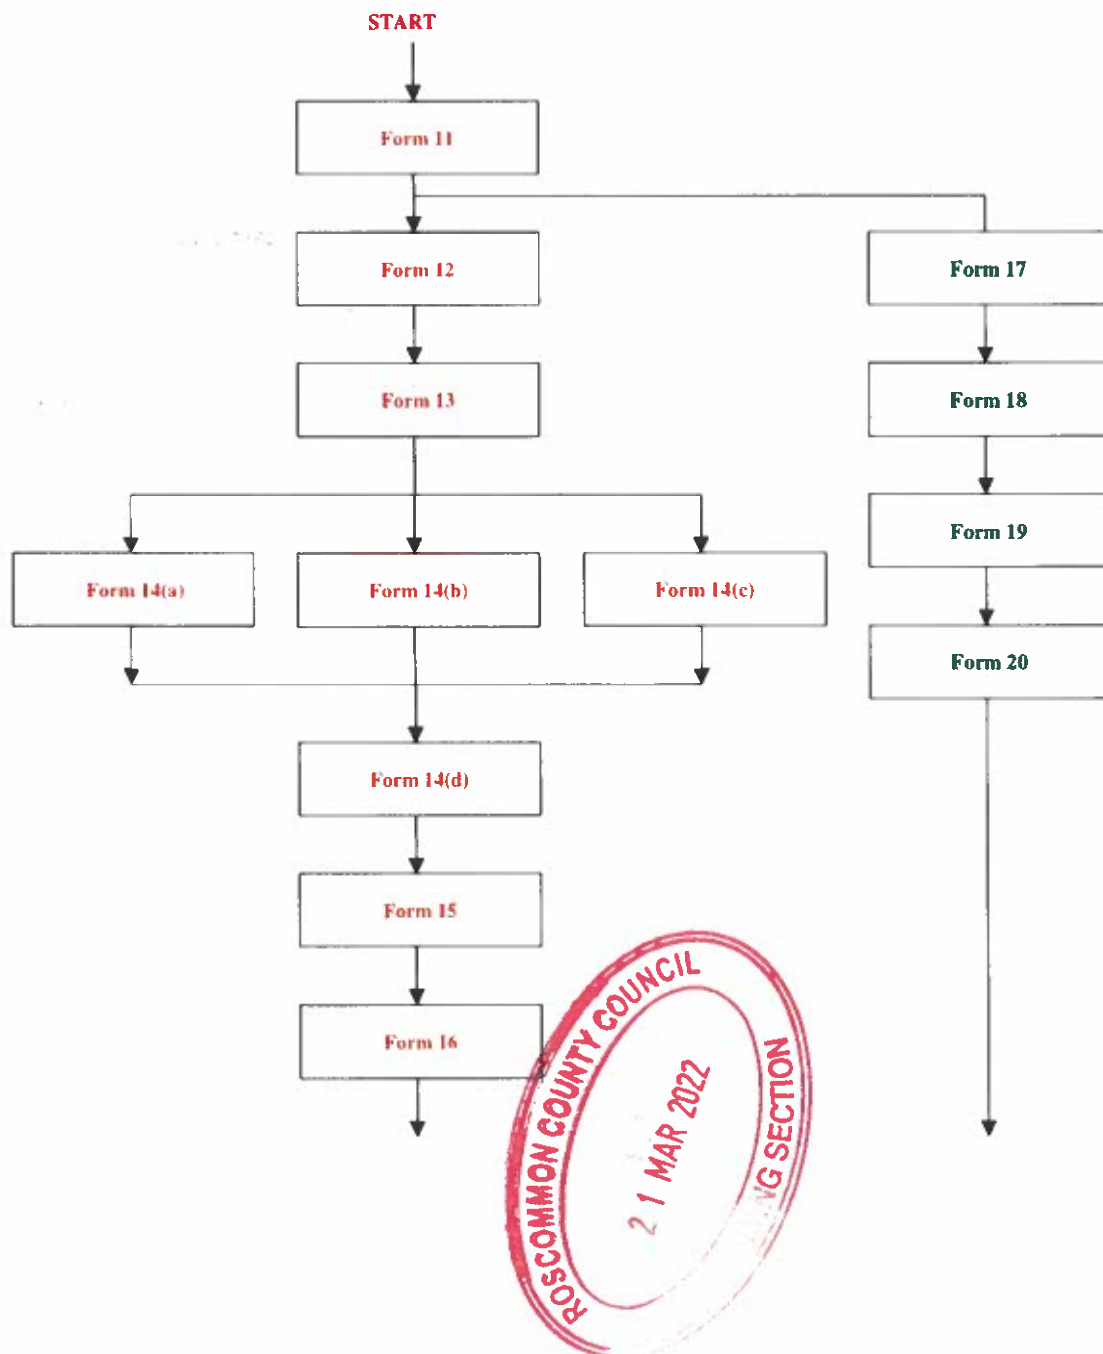 START
Form 11
Form 12
Form 17
Form 13
Form 18
Form 19
Form 14(a)
Form 14(b)
Form 14(c)
Form 20
Form 14(d)
Form 15
Form 16
ROSCOMMON COUNTY COUNCIL
21 MAR 2022
SECTION